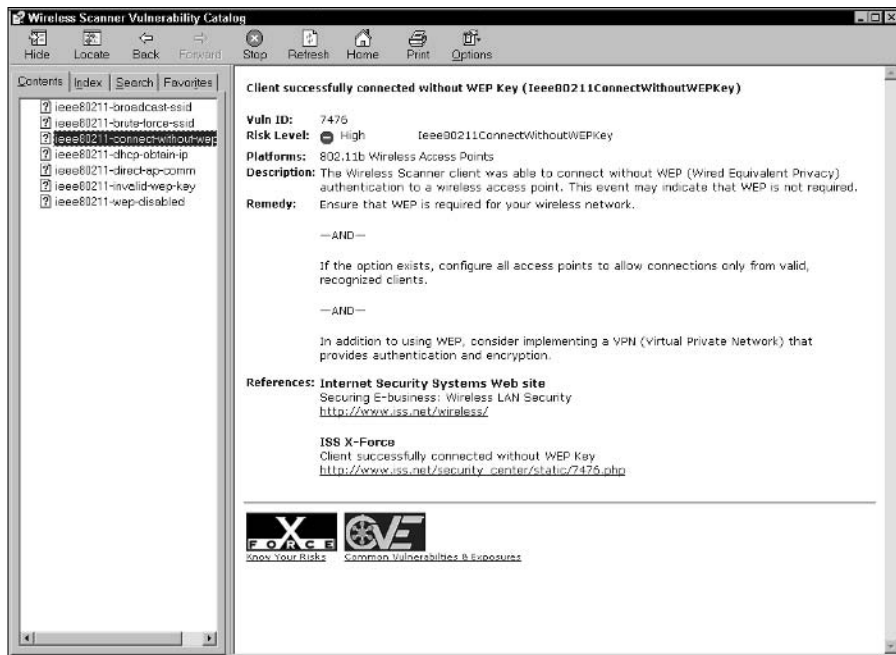 Wireless Scanner Vulnerability Catalog
Hide Locate Back Forward Stop Refresh Home Print Options
Contents Index Search Favorites
ieee80211-broadcast-ssid
ieee80211-brute-force-ssid
ieee80211-connect-without-wep
ieee80211-dhcp-obtain-ip
ieee80211-direct-ap-comm
ieee80211-invalid-wep-key
ieee80211-wep-disabled
Client successfully connected without WEP Key (Ieee80211ConnectWithoutWEPKey)
Vuln ID: 7476
Risk Level: High Ieee80211ConnectWithoutWEPKey
Platforms: 802.11b Wireless Access Points
Description: The Wireless Scanner client was able to connect without WEP (Wired Equivalent Privacy)
authentication to a wireless access point. This event may indicate that WEP is not required.
Remedy: Ensure that WEP is required for your wireless network.
—AND—
If the option exists, configure all access points to allow connections only from valid,
recognized clients.
—AND—
In addition to using WEP, consider implementing a VPN (Virtual Private Network) that
provides authentication and encryption.
References: Internet Security Systems Web site
Securing E-business: Wireless LAN Security
http://www.iss.net/wireless/
ISS X-Force
Client successfully connected without WEP Key
http://www.iss.net/security_center/static/7476.php
X
FORCE
CVE
Know Your Risks Common Vulnerabilties & Exposures